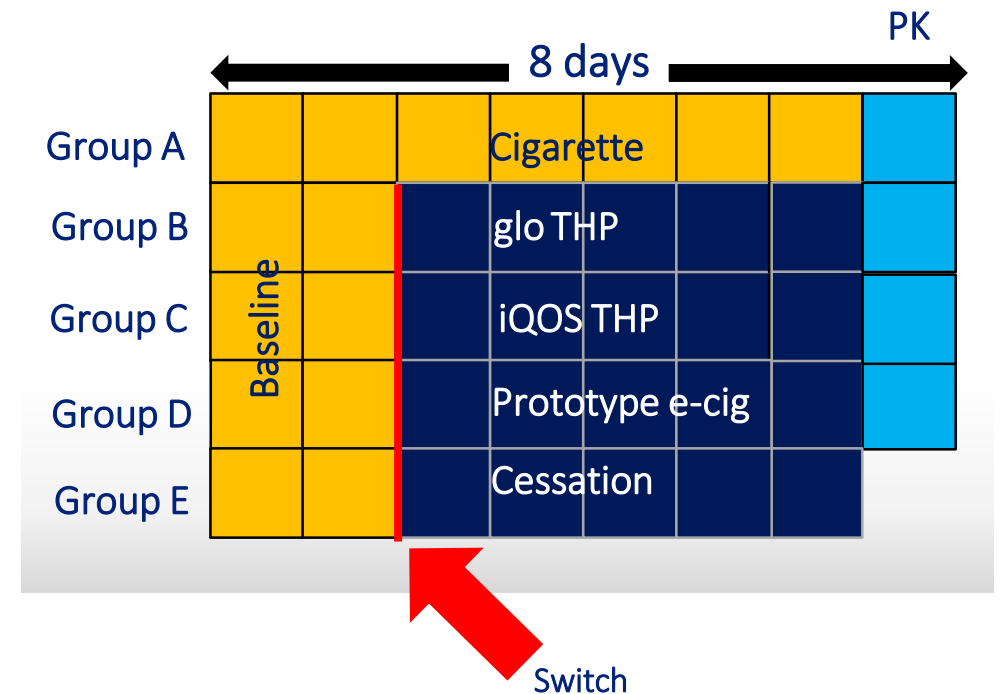 PK
8 days
Group A
Cigarette
Group B
glo THP
Baseline
Group C
iQOS THP
Group D
Prototype e-cig
Group E
Cessation
Switch